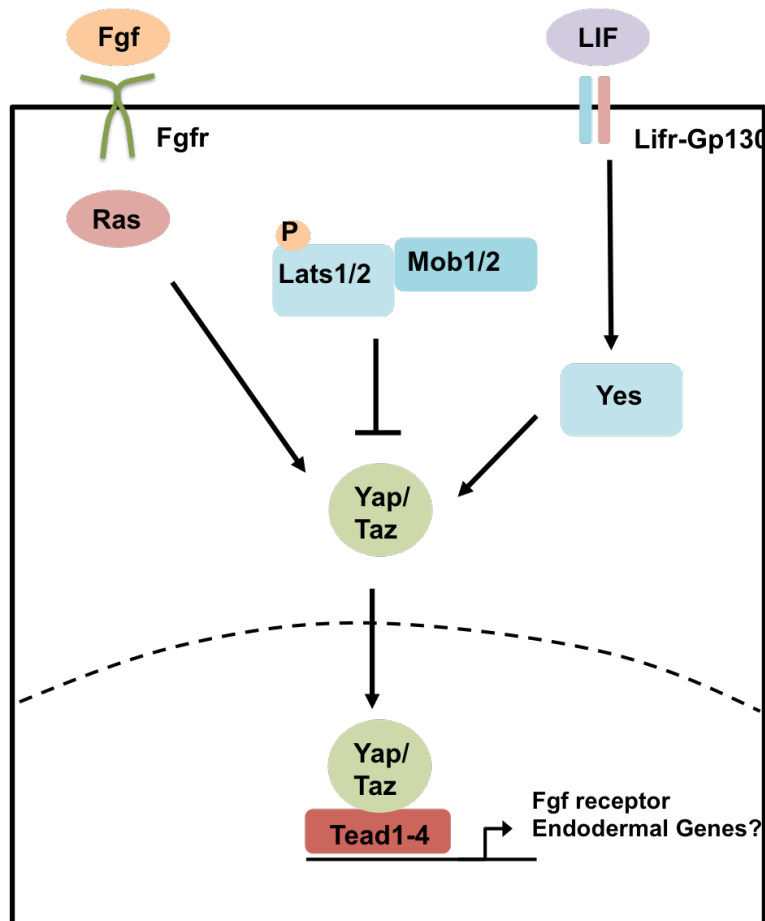 Fgf
LIF
Fgfr
Lifr-Gp130
Ras
P
Lats1/2
Mob1/2
Yes
Yap/
Taz
Yap/
Taz
Tead1-4
Fgf receptor
Endodermal Genes?